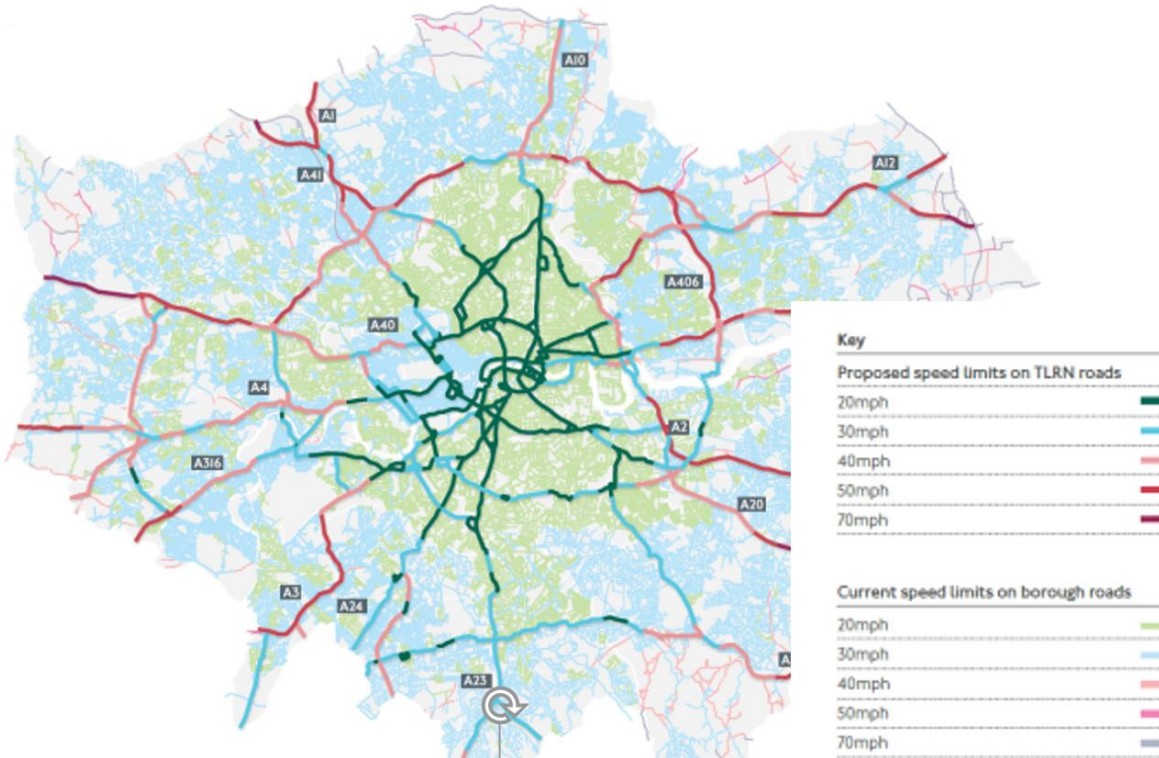 A10
A1
A12
A41
A406
A40
A4
A2
A316
A20
A3
A24
A23
Key
Proposed speed limits on TLRN roads
20mph
30mph
40mph
50mph
70mph
Current speed limits on borough roads
20mph
30mph
40mph
50mph
70mph